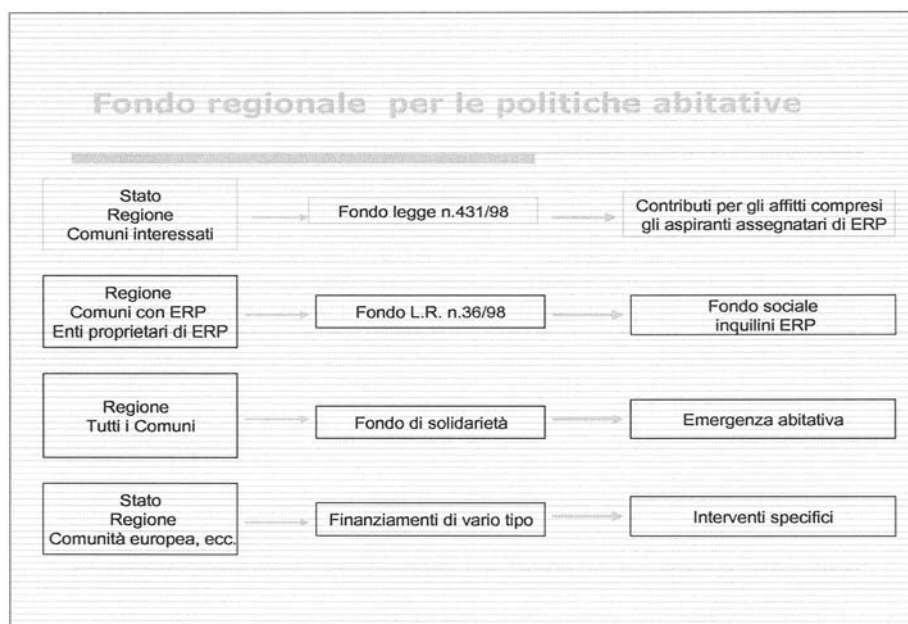 Fondo regionale per le politiche abitative
Stato
Regione
Comuni interessati
Fondo legge n.431/98
Contributi per gli affitti compresi
gli aspiranti assegnatari di ERP
Regione
Comuni con ERP
Enti proprietari di ERP
Fondo L.R. n.36/98
Fondo sociale
inquilini ERP
Regione
Tutti i Comuni
Fondo di solidarietà
Emergenza abitativa
Stato
Regione
Comunità europea, ecc.
Finanziamenti di vario tipo
Interventi specifici